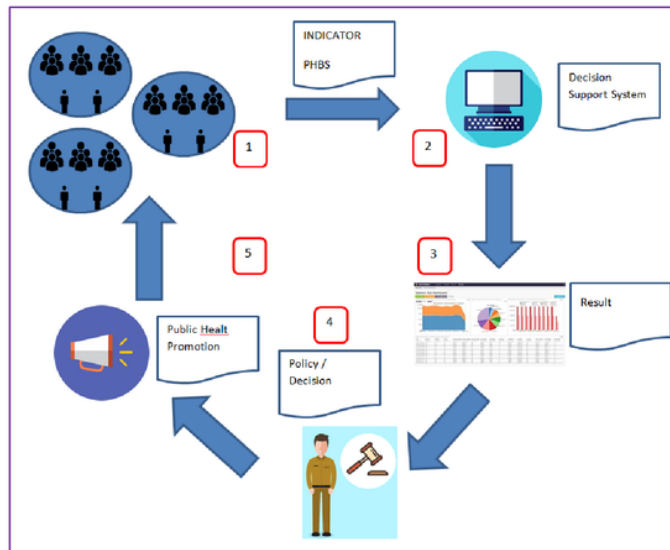 INDICATOR
PHBS
Decision
Support System
1
2
5
3
Result
Public Healt
Promotion
4
Policy /
Decision